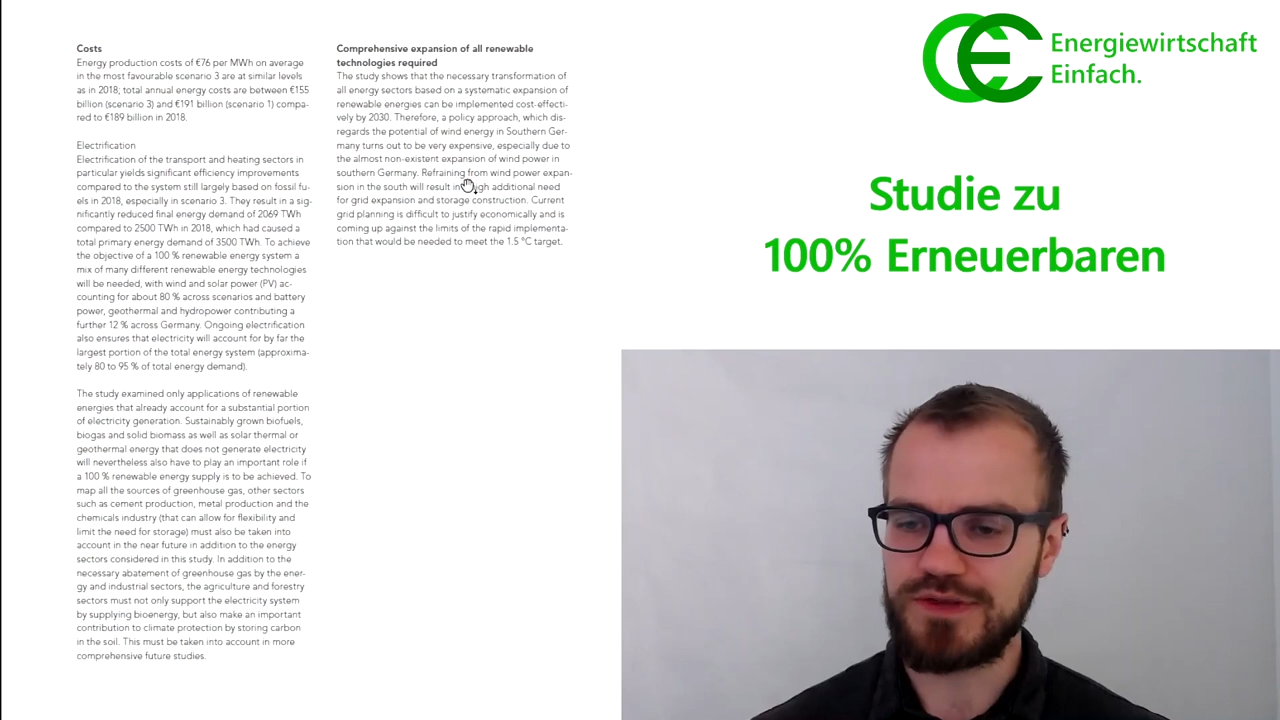 Costs
Energy production costs of €76 per MWh on average
in the most favourable scenario 3 are at similar levels
as in 2018; total annual energy costs are between €155
billion (scenario 3) and €191 billion (scenario 1) compa-
red to €189 billion in 2018.
Electrification
Electrification of the transport and heating sectors in
particular yields significant efficiency improvements
compared to the system still largely based on fossil fu-
els in 2018, especially in scenario 3. They result in a sig-
nificantly reduced final energy demand of 2069 TWh
compared to 2500 TWh in 2018, which had caused a
total primary energy demand of 3500 TWh. To achieve
the objective of a 100 % renewable energy system a
mix of many different renewable energy technologies
will be needed, with wind and solar power (PV) ac-
counting for about 80 % across scenarios and battery
power, geothermal and hydropower contributing a
further 12 % across Germany. Ongoing electrification
also ensures that electricity will account for by far the
largest portion of the total energy system (approxima-
tely 80 to 95 % of total energy demand).
The study examined only applications of renewable
energies that already account for a substantial portion
of electricity generation. Sustainably grown biofuels,
biogas and solid biomass as well as solar thermal or
geothermal energy that does not generate electricity
will nevertheless also have to play an important role if
a 100 % renewable energy supply is to be achieved. To
map all the sources of greenhouse gas, other sectors
such as cement production, metal production and the
chemicals industry (that can allow for flexibility and
limit the need for storage) must also be taken into
account in the near future in addition to the energy
sectors considered in this study. In addition to the
necessary abatement of greenhouse gas by the ener-
gy and industrial sectors, the agriculture and forestry
sectors must not only support the electricity system
by supplying bioenergy, but also make an important
contribution to climate protection by storing carbon
in the soil. This must be taken into account in more
comprehensive future studies.
Comprehensive expansion of all renewable
technologies required
The study shows that the necessary transformation of
all energy sectors based on a systematic expansion of
renewable energies can be implemented cost-effecti-
vely by 2030. Therefore, a policy approach, which dis-
regards the potential of wind energy in Southern Ger-
many turns out to be very expensive, especially due to
the almost non-existent expansion of wind power in
southern Germany. Refraining from wind power expan-
sion in the south will result in high additional need
for grid expansion and storage construction. Current
grid planning is difficult to justify economically and is
coming up against the limits of the rapid implementa-
tion that would be needed to meet the 1.5 °C target.
Energiewirtschaft
Einfach.
Studie zu
100% Erneuerbaren